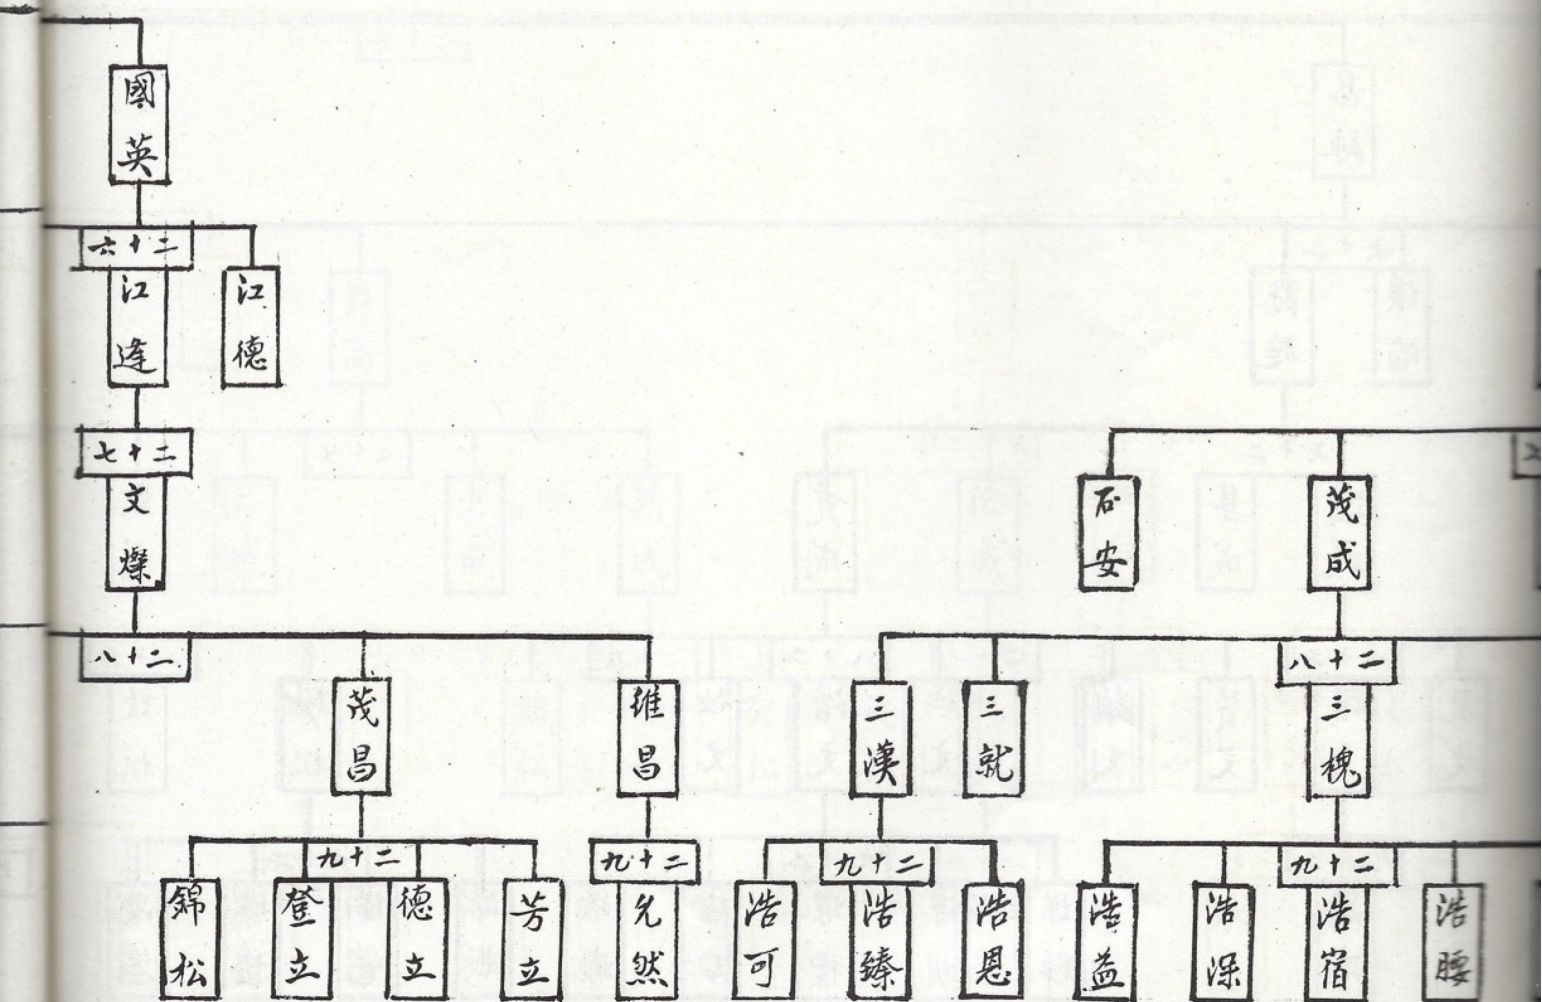 國英
二十六
江德
江逢
二十七
文燦
茂成
石安
二十八
二十八
三槐
三就
三漢
維昌
茂昌
二十九
二十九
二十九
二十九
浩腰
浩宿
浩深
浩益
浩恩
浩臻
浩可
允然
芳立
德立
登立
錦松